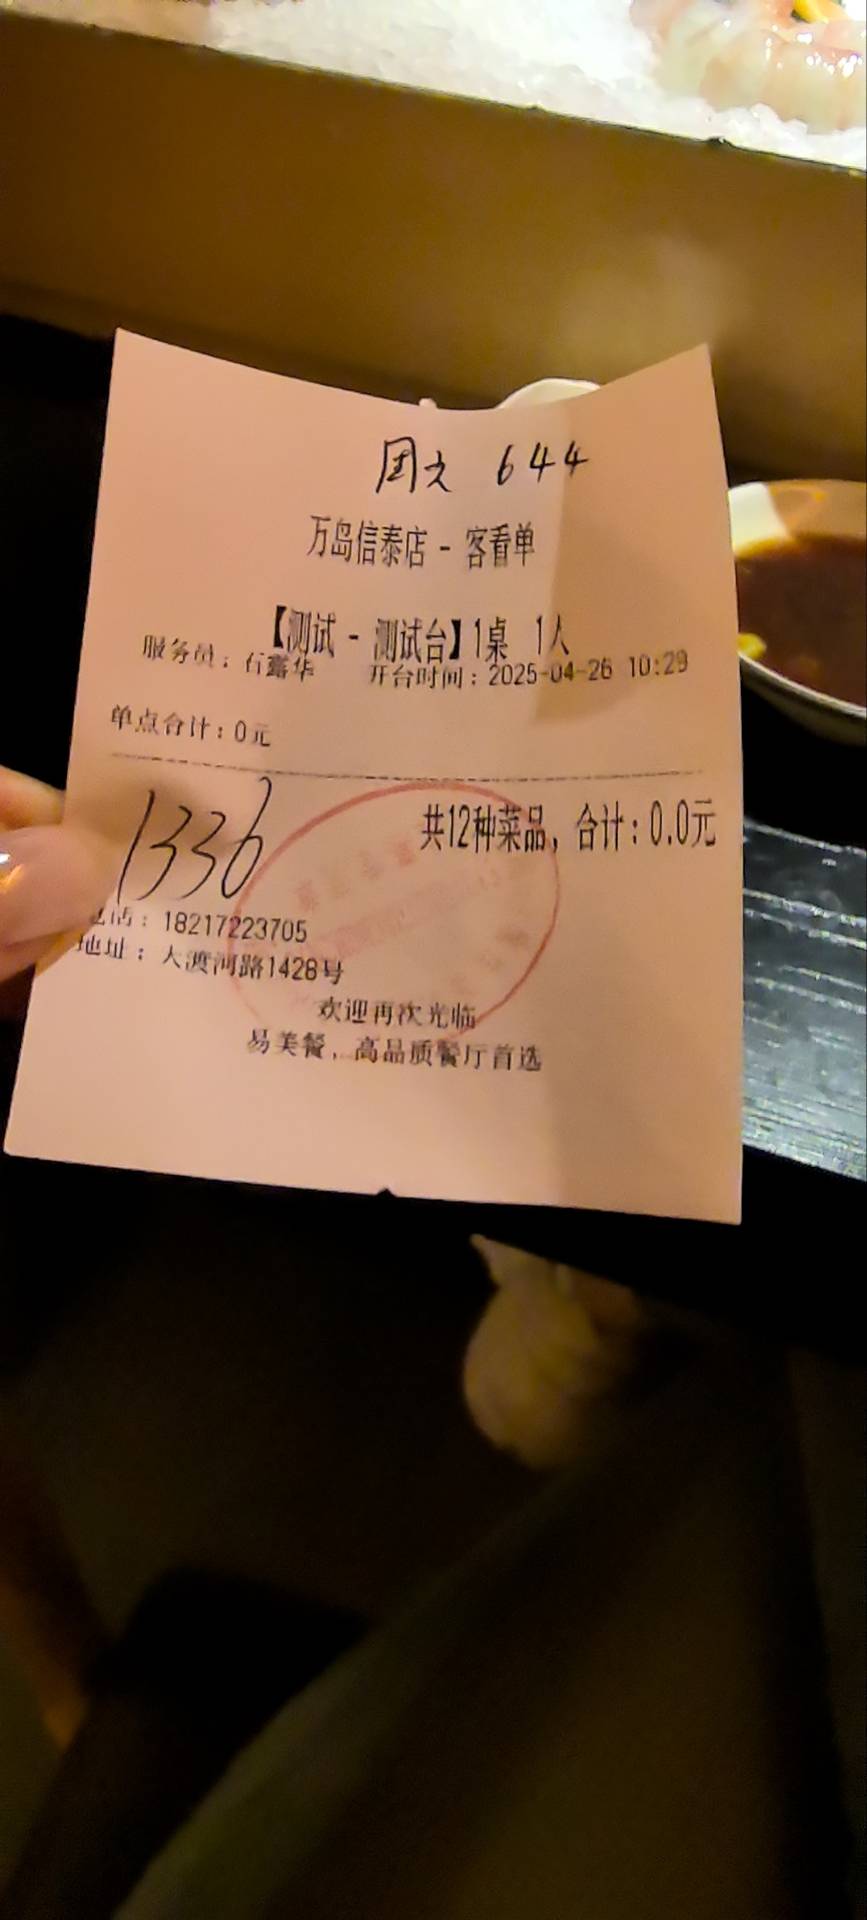 644
万岛信泰店 - 客看单
【测试 - 测试台】1桌 1人
服务员：石露华 开台时间：2025-04-26 10:29
单点合计：0元
1336
共12种菜品，合计：0.0元
电话：18217223705
地址：大渡河路1428号
欢迎再次光临
易美餐，高品质餐厅首选